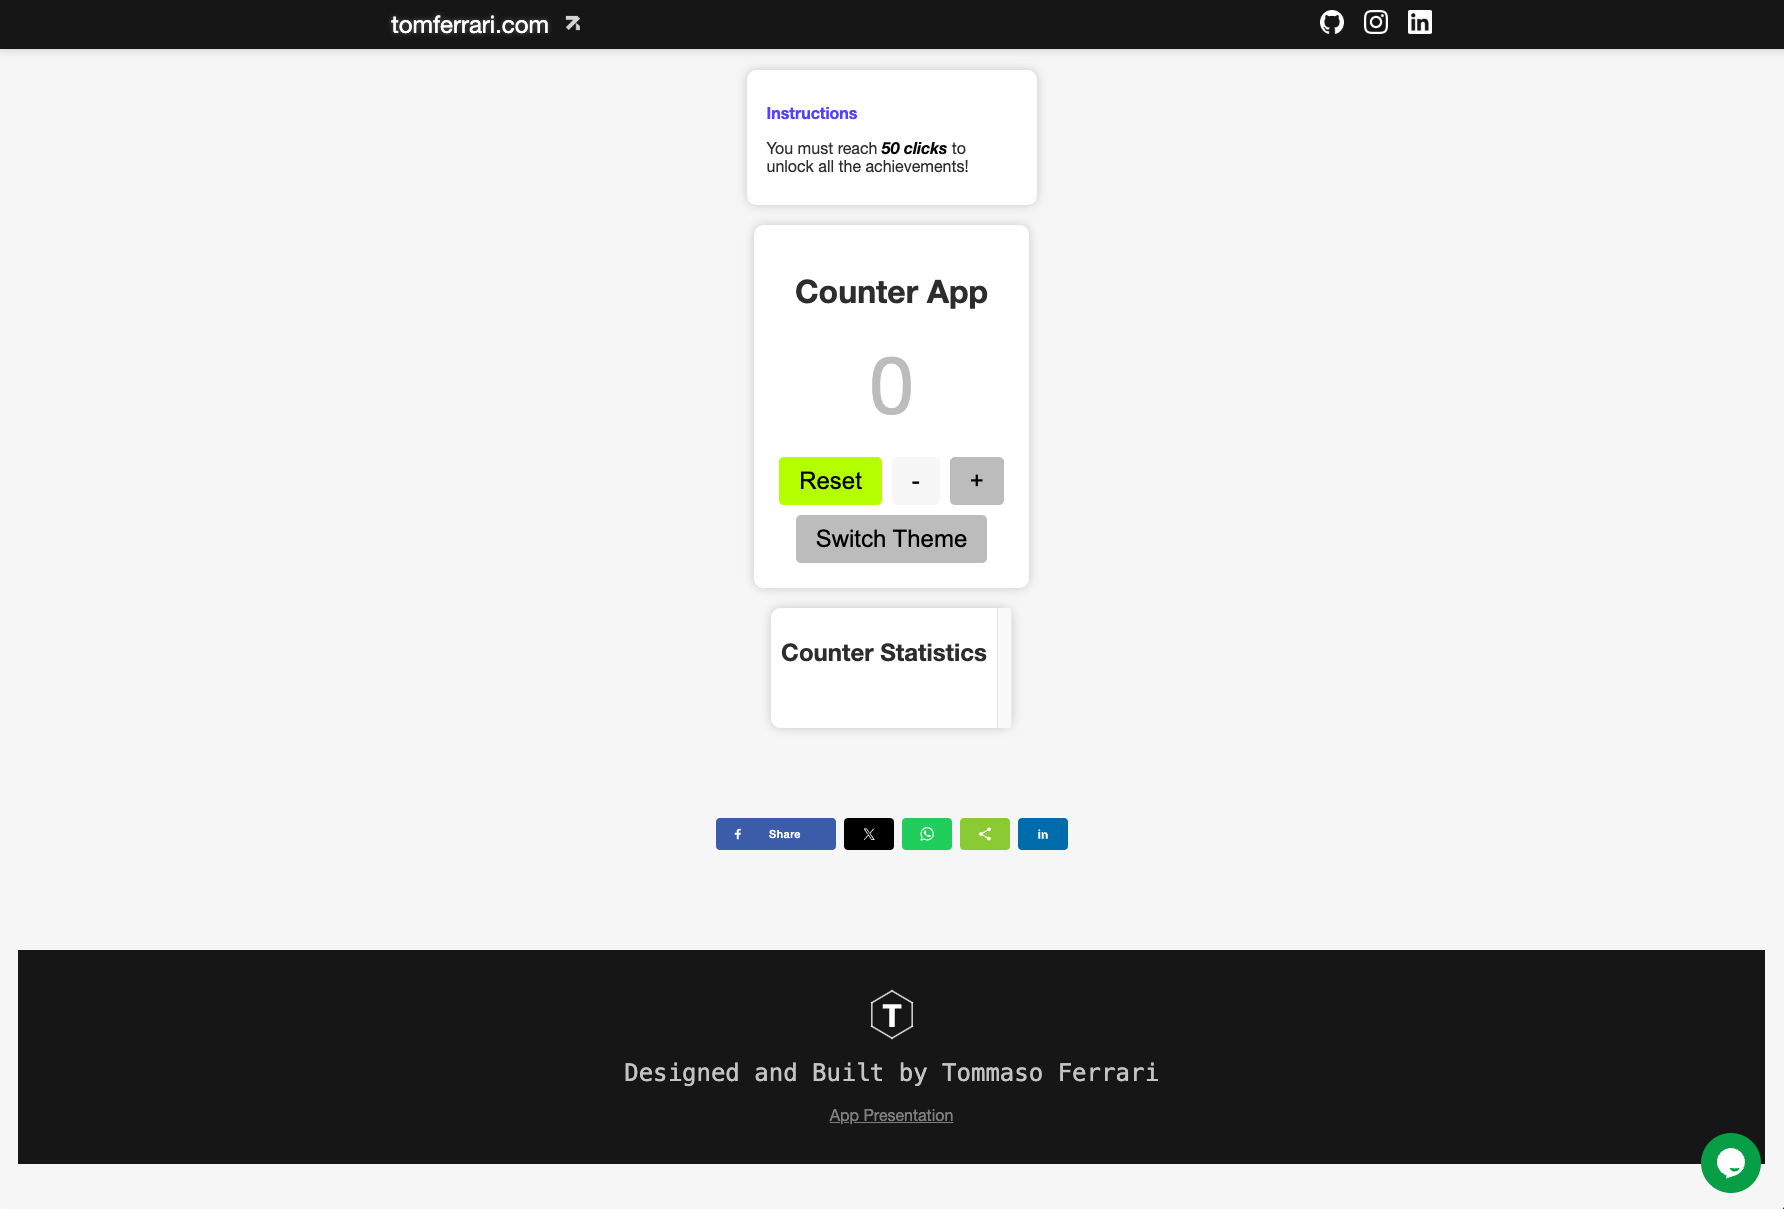 tomferrari.com
Instructions
You must reach 50 clicks to
unlock all the achievements!
Counter App
0
Reset - +
Switch Theme
Counter Statistics
f Share X in
T
Designed and Built by Tommaso Ferrari
App Presentation